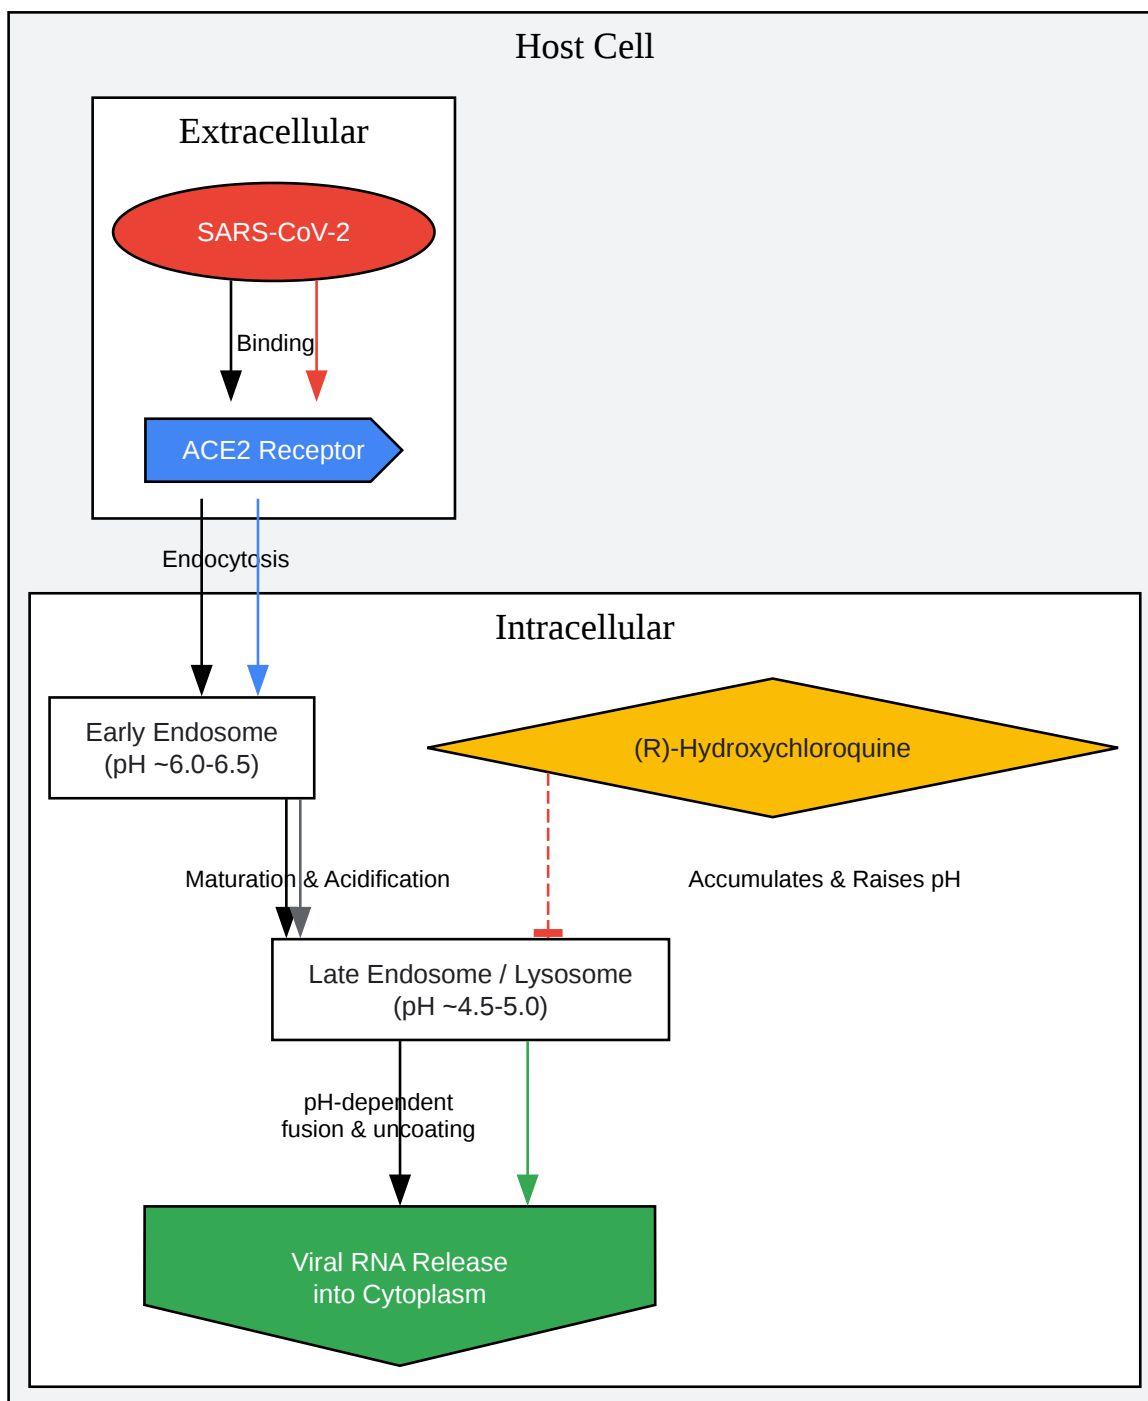 Host Cell
Extracellular
SARS-CoV-2
Binding
ACE2 Receptor
Endocytosis
Intracellular
Early Endosome
(pH ~6.0-6.5)
(R)-Hydroxychloroquine
Maturation & Acidification
Accumulates & Raises pH
Late Endosome / Lysosome
(pH ~4.5-5.0)
pH-dependent
fusion & uncoating
Viral RNA Release
into Cytoplasm